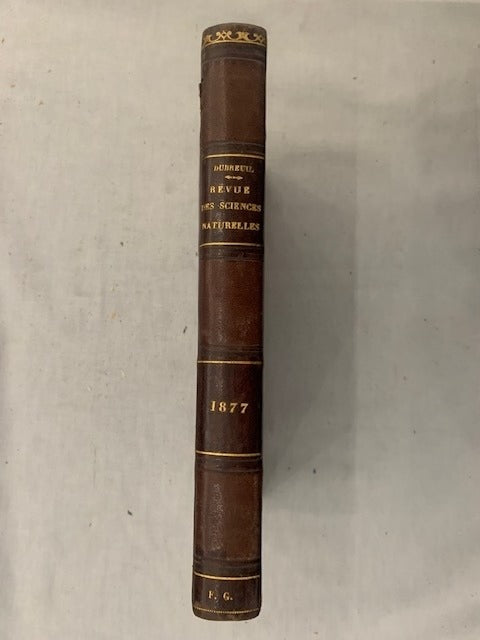 DUBREUIL
REVUE
DES SCIENCES
NATURELLES
1877
F. G.